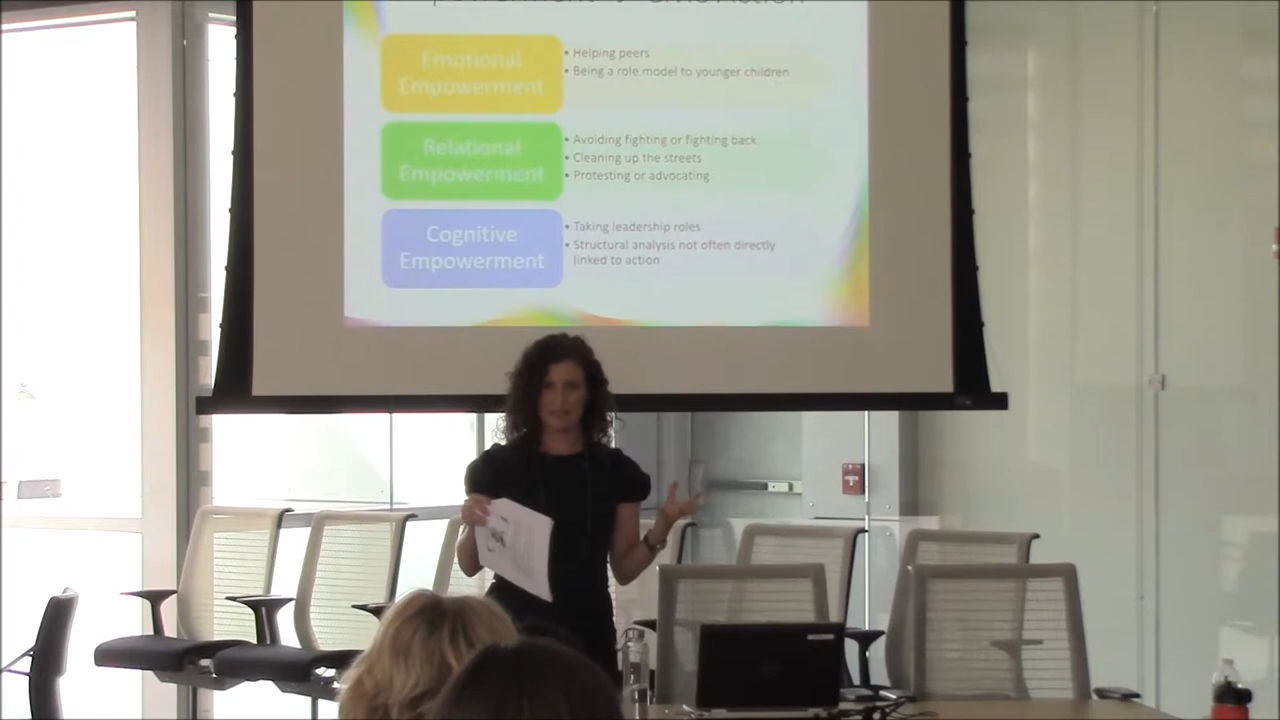 Emotional
Empowerment
• Helping peers
• Being a role model to younger children
Relational
Empowerment
• Avoiding fighting or fighting back
• Cleaning up the streets
• Protesting or advocating
Cognitive
Empowerment
• Taking leadership roles
• Structural analysis not often directly
linked to action